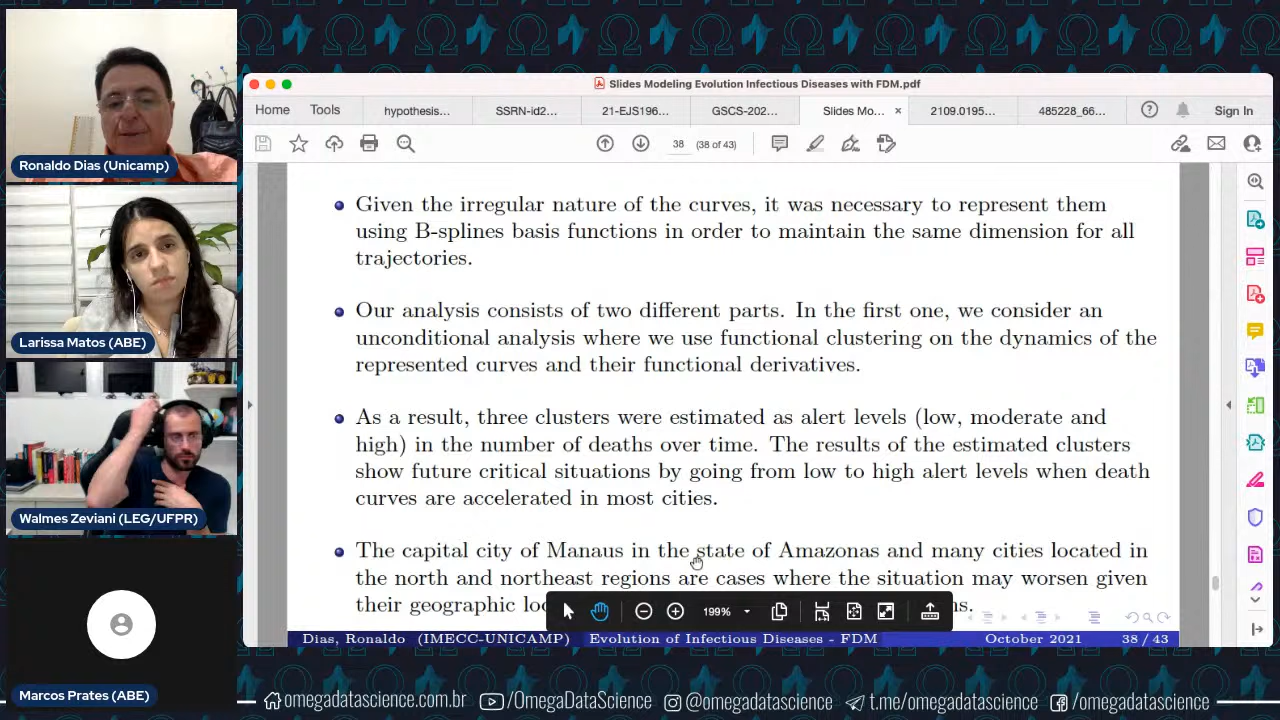 Ronaldo Dias (Unicamp)
Larissa Matos (ABE)
Walmes Zeviani (LEG/UFPR)
Marcos Prates (ABE)
Slides Modeling Evolution Infectious Diseases with FDM.pdf
Home Tools hypothesis... SSRN-id2... 21-EJS196... GSCS-202... Slides Mo... × 2109.0195... 485228_66... Sign In
38 (38 of 43)
Given the irregular nature of the curves, it was necessary to represent them
using B-splines basis functions in order to maintain the same dimension for all
trajectories.
Our analysis consists of two different parts. In the first one, we consider an
unconditional analysis where we use functional clustering on the dynamics of the
represented curves and their functional derivatives.
As a result, three clusters were estimated as alert levels (low, moderate and
high) in the number of deaths over time. The results of the estimated clusters
show future critical situations by going from low to high alert levels when death
curves are accelerated in most cities.
The capital city of Manaus in the state of Amazonas and many cities located in
the north and northeast regions are cases where the situation may worsen given
their geographic
199%
Dias, Ronaldo (IMECC-UNICAMP) Evolution of Infectious Diseases - FDM October 2021 38 / 43
omegadatascience.com.br /OmegaDataScience @omegadatascience t.me/omegadatascience /omegadatascience